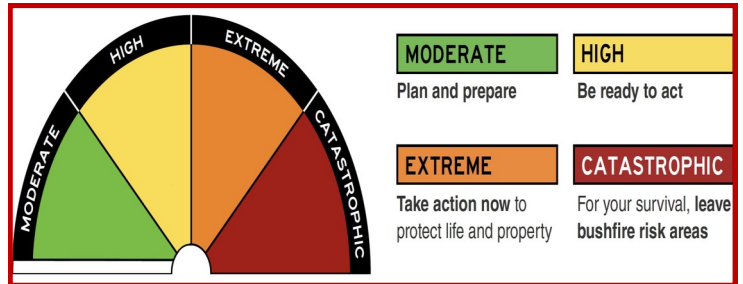 MODERATE
HIGH
EXTREME
CATASTROPHIC
MODERATE
Plan and prepare
HIGH
Be ready to act
EXTREME
Take action now to
protect life and property
CATASTROPHIC
For your survival, leave
bushfire risk areas